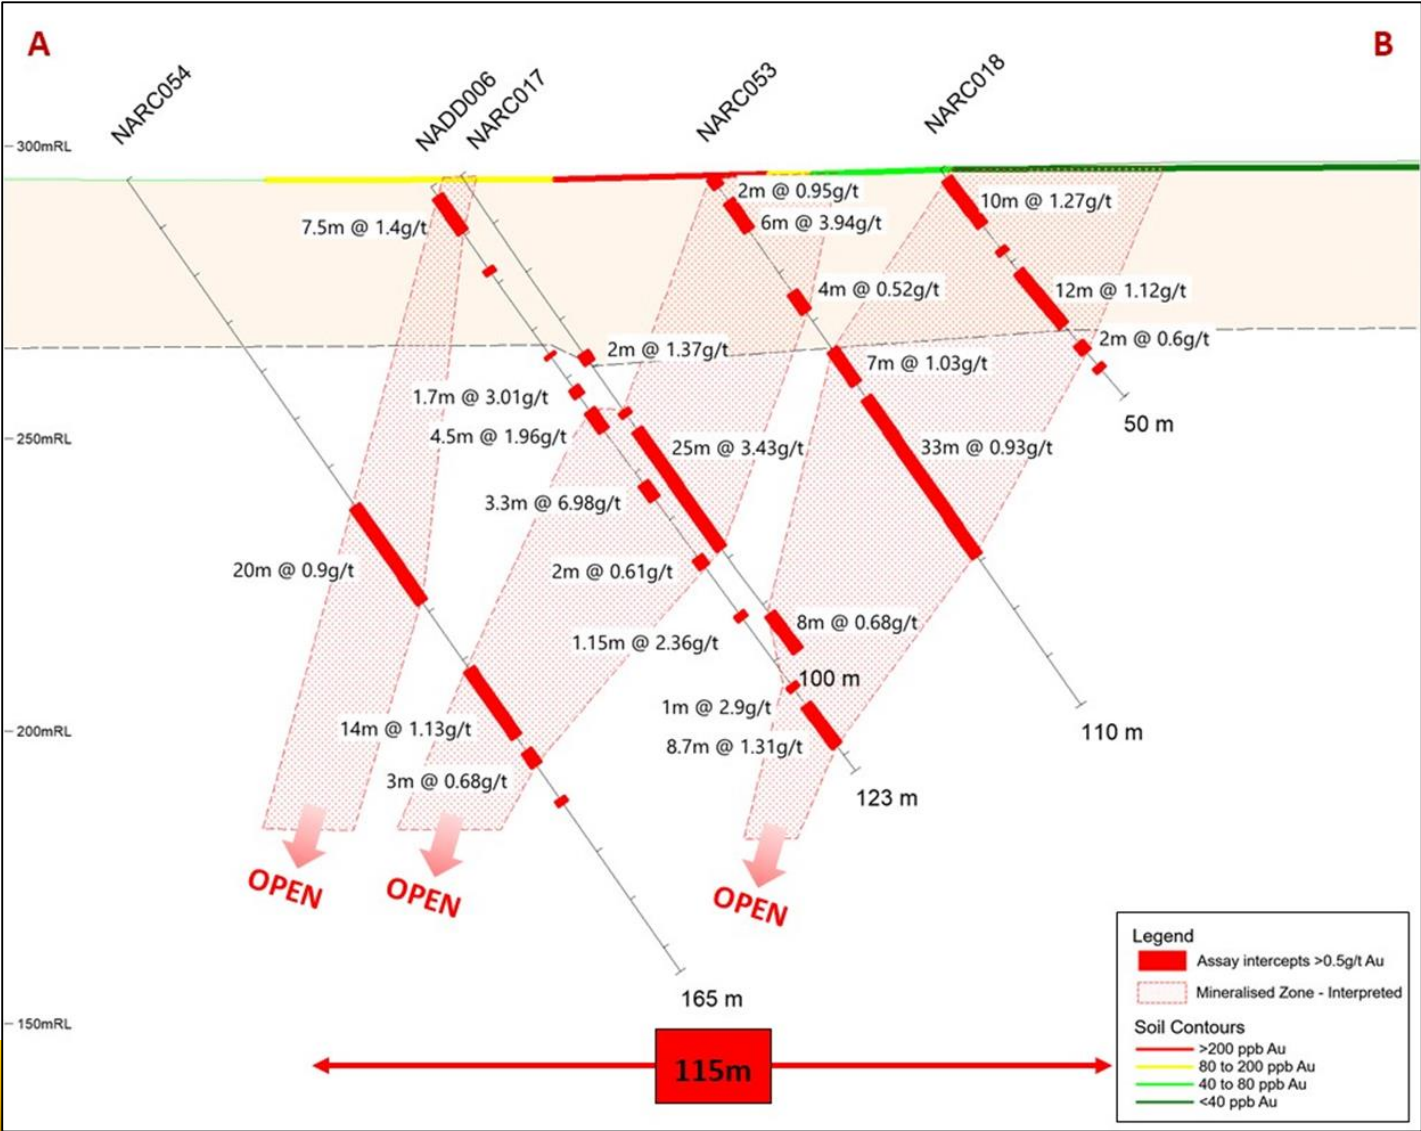 A
B
NARC054
NADD006
NARC017
NARC053
NARC018
300mRL
2m @ 0.95g/t
10m @ 1.27g/t
7.5m @ 1.4g/t
6m @ 3.94g/t
4m @ 0.52g/t
12m @ 1.12g/t
2m @ 1.37g/t
2m @ 0.6g/t
7m @ 1.03g/t
1.7m @ 3.01g/t
50 m
4.5m @ 1.96g/t
250mRL
25m @ 3.43g/t
33m @ 0.93g/t
3.3m @ 6.98g/t
20m @ 0.9g/t
2m @ 0.61g/t
8m @ 0.68g/t
1.15m @ 2.36g/t
100 m
1m @ 2.9g/t
14m @ 1.13g/t
200mRL
110 m
8.7m @ 1.31g/t
3m @ 0.68g/t
123 m
OPEN
OPEN
OPEN
165 m
150mRL
115m
Legend
Assay intercepts >0.5g/t Au
Mineralised Zone - Interpreted
Soil Contours
>200 ppb Au
80 to 200 ppb Au
40 to 80 ppb Au
<40 ppb Au